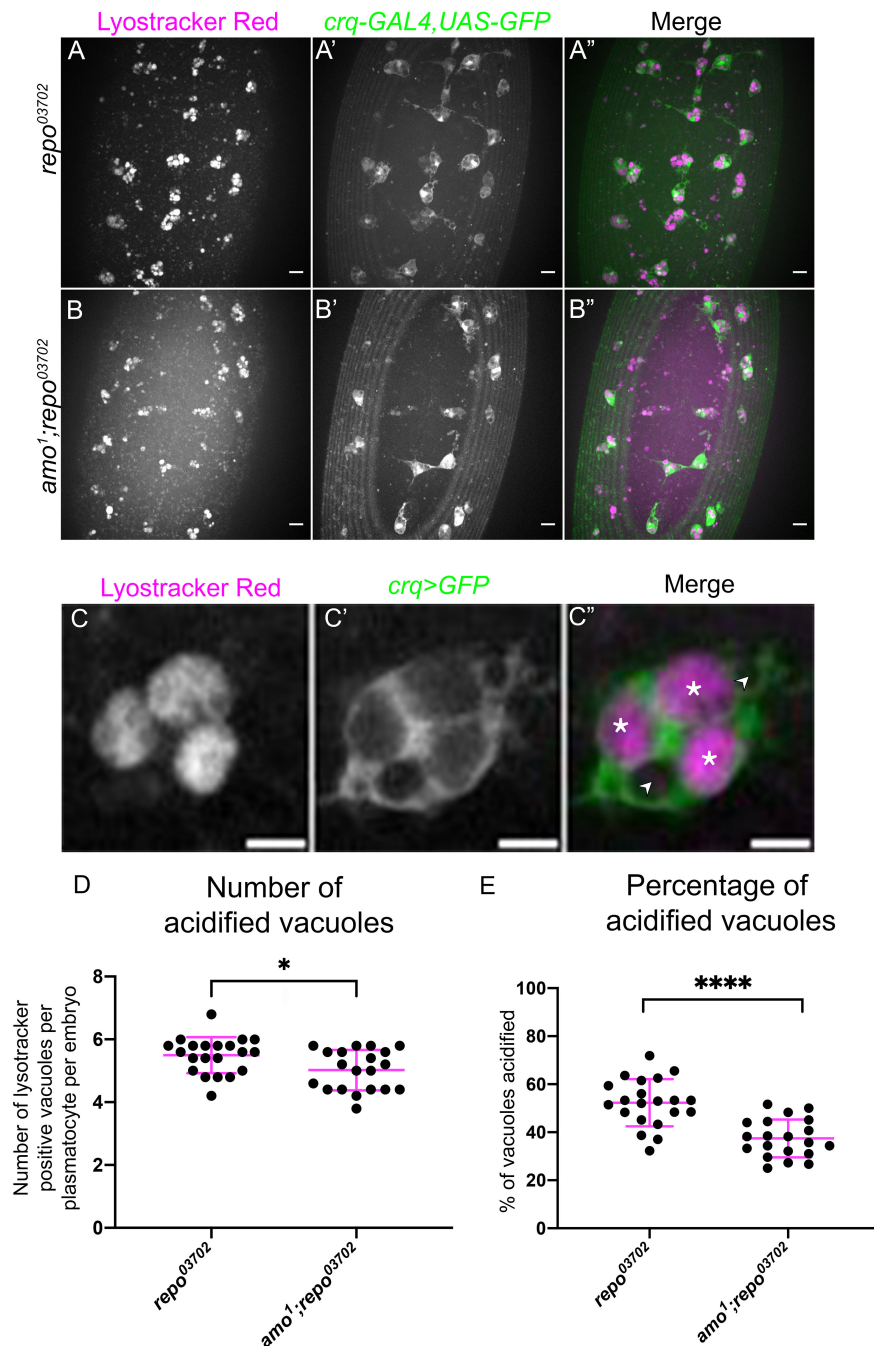 Lyostracker Red crq-GAL4,UAS-GFP Merge
A A' A"
repo03702
B B' B"
amo1;repo03702
Lyostracker Red crq>GFP Merge
C C' C"
* * *
D Number of
acidified vacuoles
E Percentage of
acidified vacuoles
*
****
Number of lysotracker
positive vacuoles per
plasmatocyte per embryo
8
6
4
2
0
repo03702
amo1;repo03702
% of vacuoles acidified
100
80
60
40
20
0
repo03702
amo1;repo03702